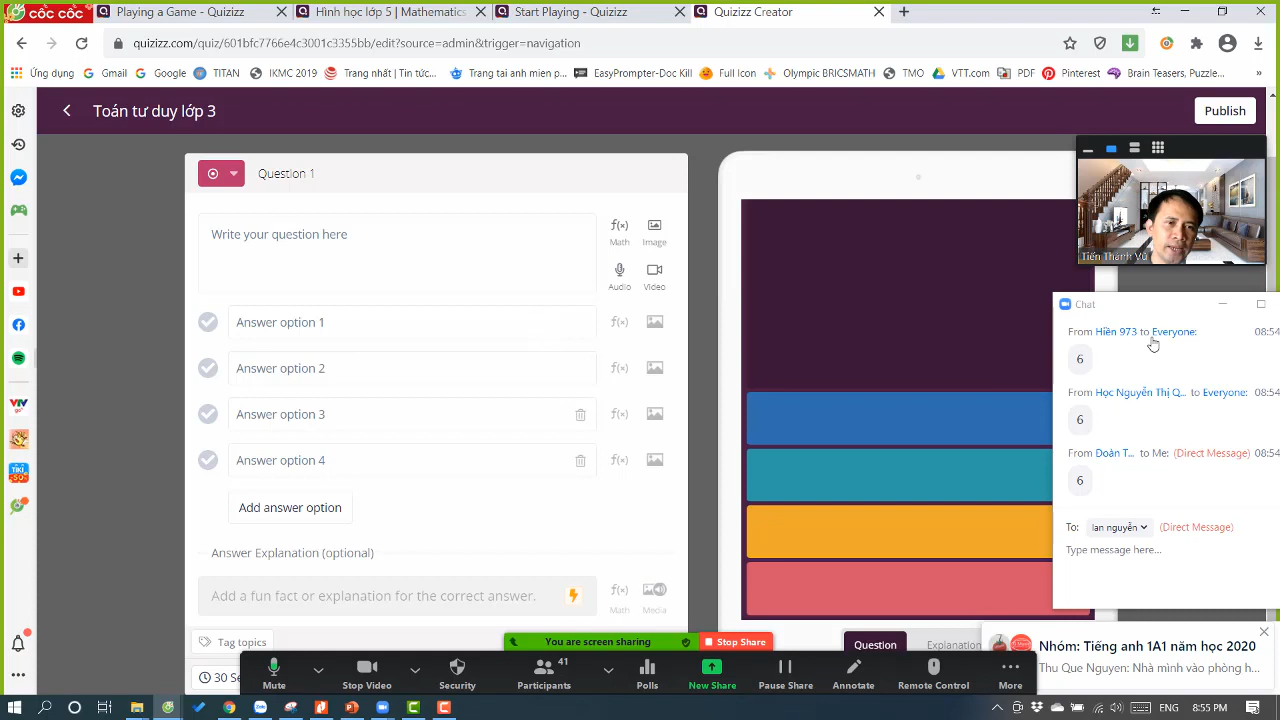 CỐC CỐC
Playing a Game - Quizizz
Hình học lớp 5 | Mathematics
Start Playing - Quizizz
Quizizz Creator
quizizz.com/quiz/601bfc7766e4c3001c3355bb/edit?source=admin&trigger=navigation
Ứng dụng
Gmail
Google
TITAN
IKMC 2019
Trang nhất | Tin tức...
Trang tai anh mien p...
EasyPrompter-Doc Kill
Full Icon
Olympic BRICSMATH
TMO
VTT.com
PDF
Pinterest
Brain Teasers, Puzzle...
»
Toán tư duy lớp 3
Publish
Question 1
Write your question here
f(x)
Math
Image
Audio
Video
Answer option 1
f(x)
Answer option 2
f(x)
Answer option 3
f(x)
Answer option 4
f(x)
Add answer option
Answer Explanation (optional)
Add a fun fact or explanation for the correct answer.
f(x)
Math
Media
Tag topics
30 Se
Question
Explanation
Tiến Thành Vũ
Chat
From Hiền 973 to Everyone:
08:54
6
From Học Nguyễn Thị Q... to Everyone:
08:54
6
From Đoàn T... to Me: (Direct Message)
08:54
6
To:
lan nguyễn
(Direct Message)
Type message here...
Nhóm: Tiếng anh 1A1 năm học 2020
Thu Que Nguyen: Nhà mình vào phòng h...
You are screen sharing
Stop Share
Mute
Stop Video
Security
41
Participants
Polls
New Share
Pause Share
Annotate
Remote Control
More
VTV
go
TIKI
ENG
8:55 PM